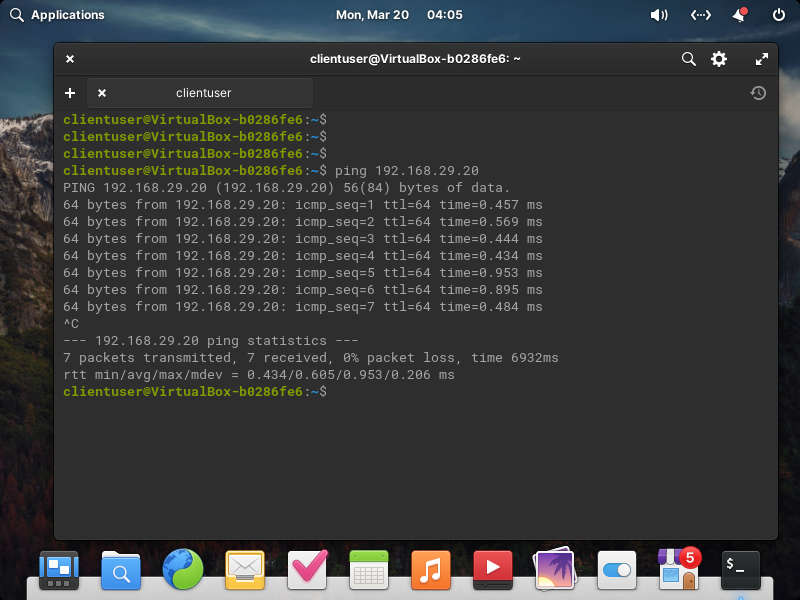 Applications
Mon, Mar 20 04:05
clientuser@VirtualBox-b0286fe6: ~
clientuser
clientuser@VirtualBox-b0286fe6:~$
clientuser@VirtualBox-b0286fe6:~$
clientuser@VirtualBox-b0286fe6:~$
clientuser@VirtualBox-b0286fe6:~$ ping 192.168.29.20
PING 192.168.29.20 (192.168.29.20) 56(84) bytes of data.
64 bytes from 192.168.29.20: icmp_seq=1 ttl=64 time=0.457 ms
64 bytes from 192.168.29.20: icmp_seq=2 ttl=64 time=0.569 ms
64 bytes from 192.168.29.20: icmp_seq=3 ttl=64 time=0.444 ms
64 bytes from 192.168.29.20: icmp_seq=4 ttl=64 time=0.434 ms
64 bytes from 192.168.29.20: icmp_seq=5 ttl=64 time=0.953 ms
64 bytes from 192.168.29.20: icmp_seq=6 ttl=64 time=0.895 ms
64 bytes from 192.168.29.20: icmp_seq=7 ttl=64 time=0.484 ms
^C
--- 192.168.29.20 ping statistics ---
7 packets transmitted, 7 received, 0% packet loss, time 6932ms
rtt min/avg/max/mdev = 0.434/0.605/0.953/0.206 ms
clientuser@VirtualBox-b0286fe6:~$
5
$_